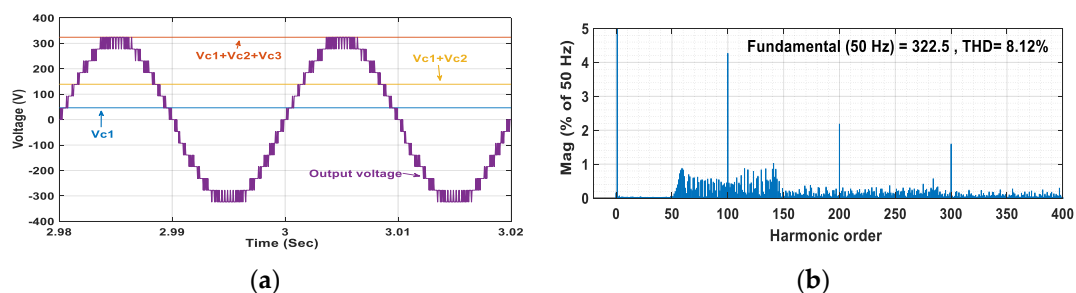 400
300
200
100
0
-100
-200
-300
-400
Voltage (V)
Vc1+Vc2+Vc3
Vc1+Vc2
Vc1
Output voltage
2.98
2.99
3
3.01
3.02
Time (Sec)
(a)
5
4
3
2
1
0
Mag (% of 50 Hz)
Fundamental (50 Hz) = 322.5 , THD= 8.12%
0
50
100
150
200
250
300
350
400
Harmonic order
(b)